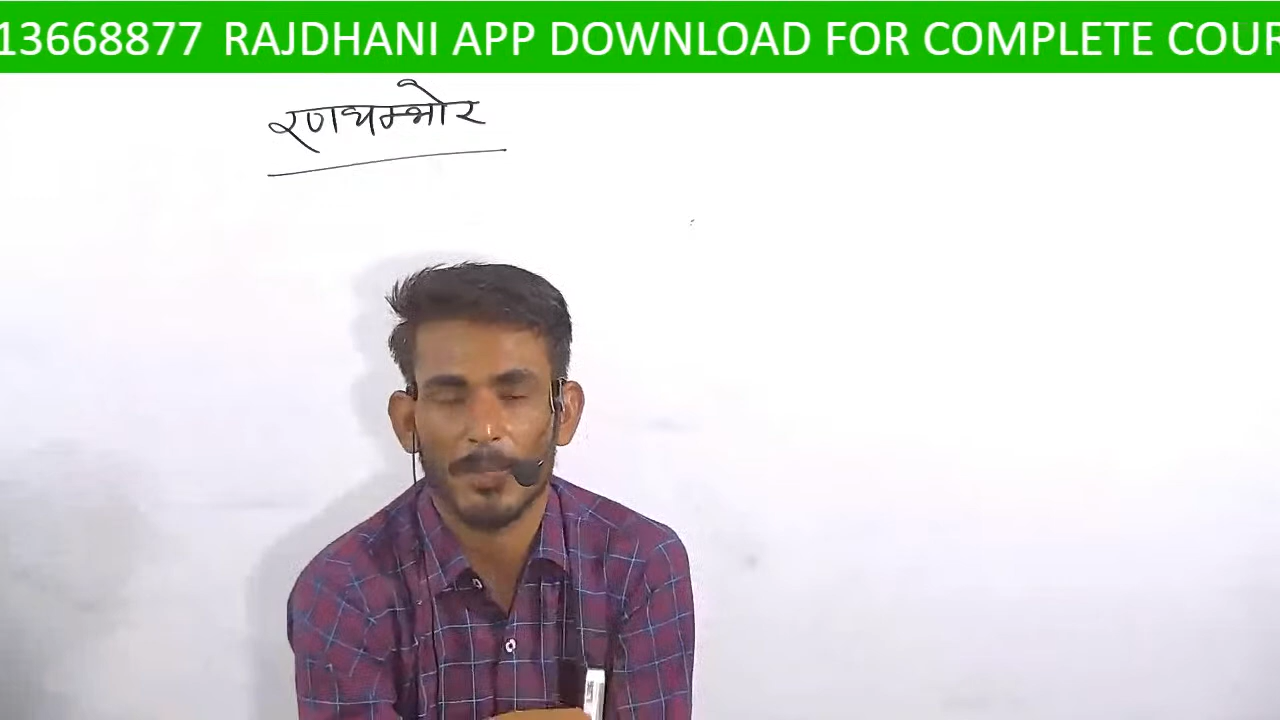 13668877 RAJDHANI APP DOWNLOAD FOR COMPLETE COUR
रणथम्भोर